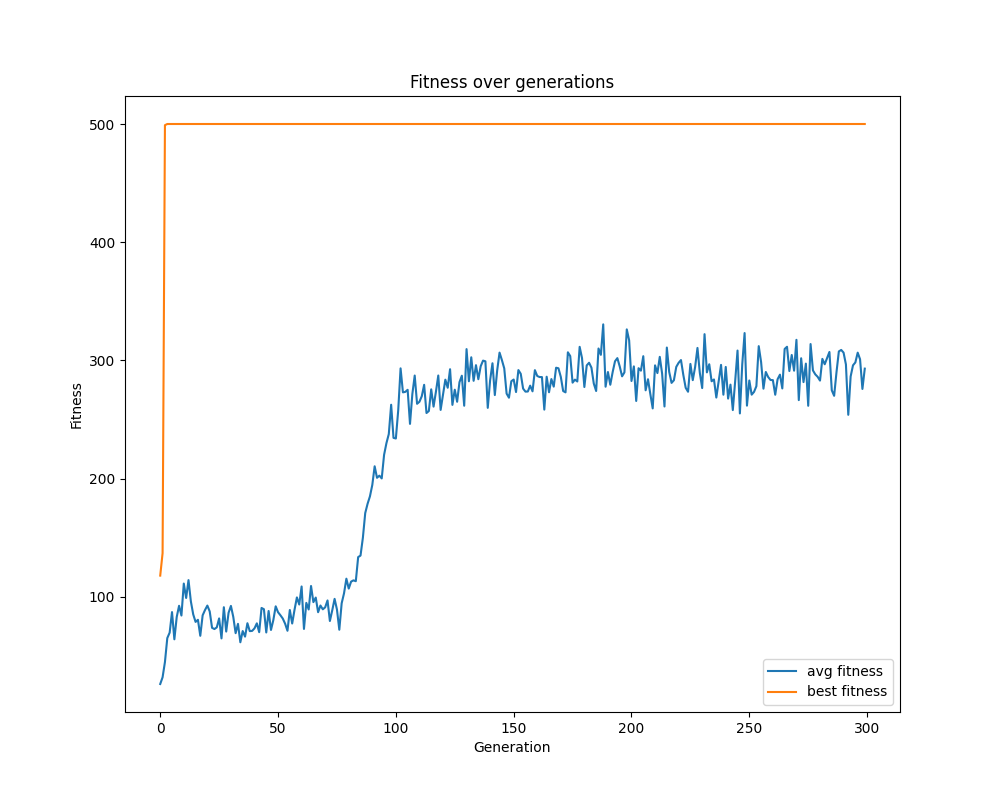 Fitness over generations
500
400
300
200
100
Fitness
0 50 100 150 200 250 300
Generation
avg fitness
best fitness